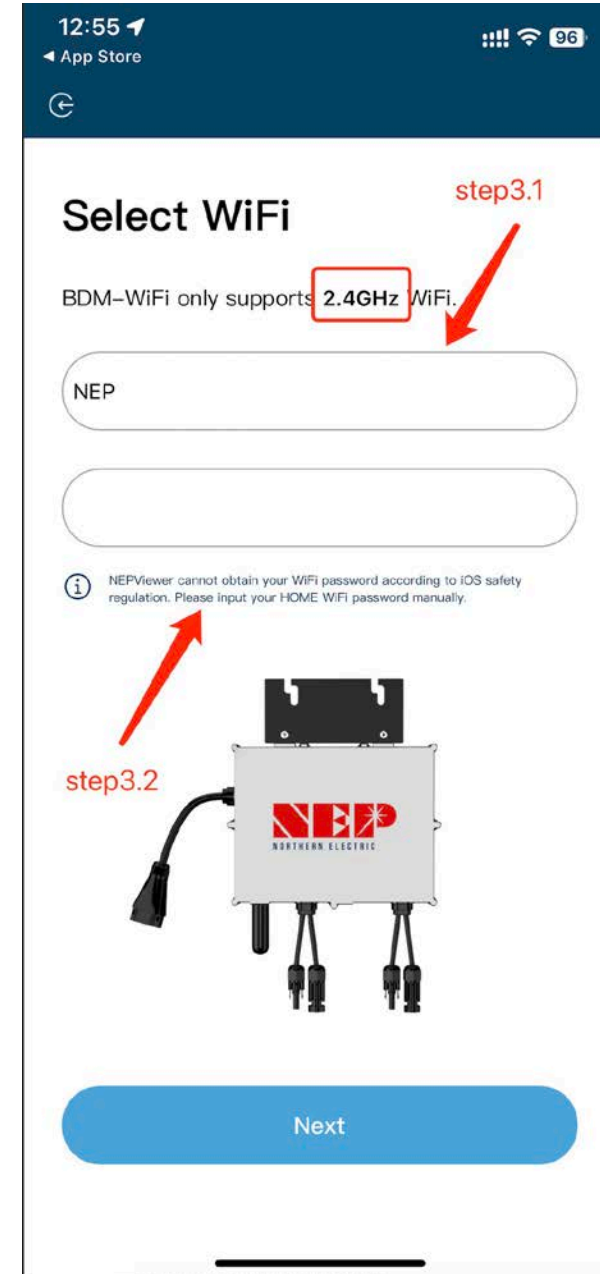 12:55
96
App Store
step3.1
Select WiFi
BDM-WiFi only supports 2.4GHz WiFi.
NEP
NEPViewer cannot obtain your WiFi password according to iOS safety
regulation. Please input your HOME WiFi password manually.
step3.2
NEP
NORTHERN ELECTRIC
Next